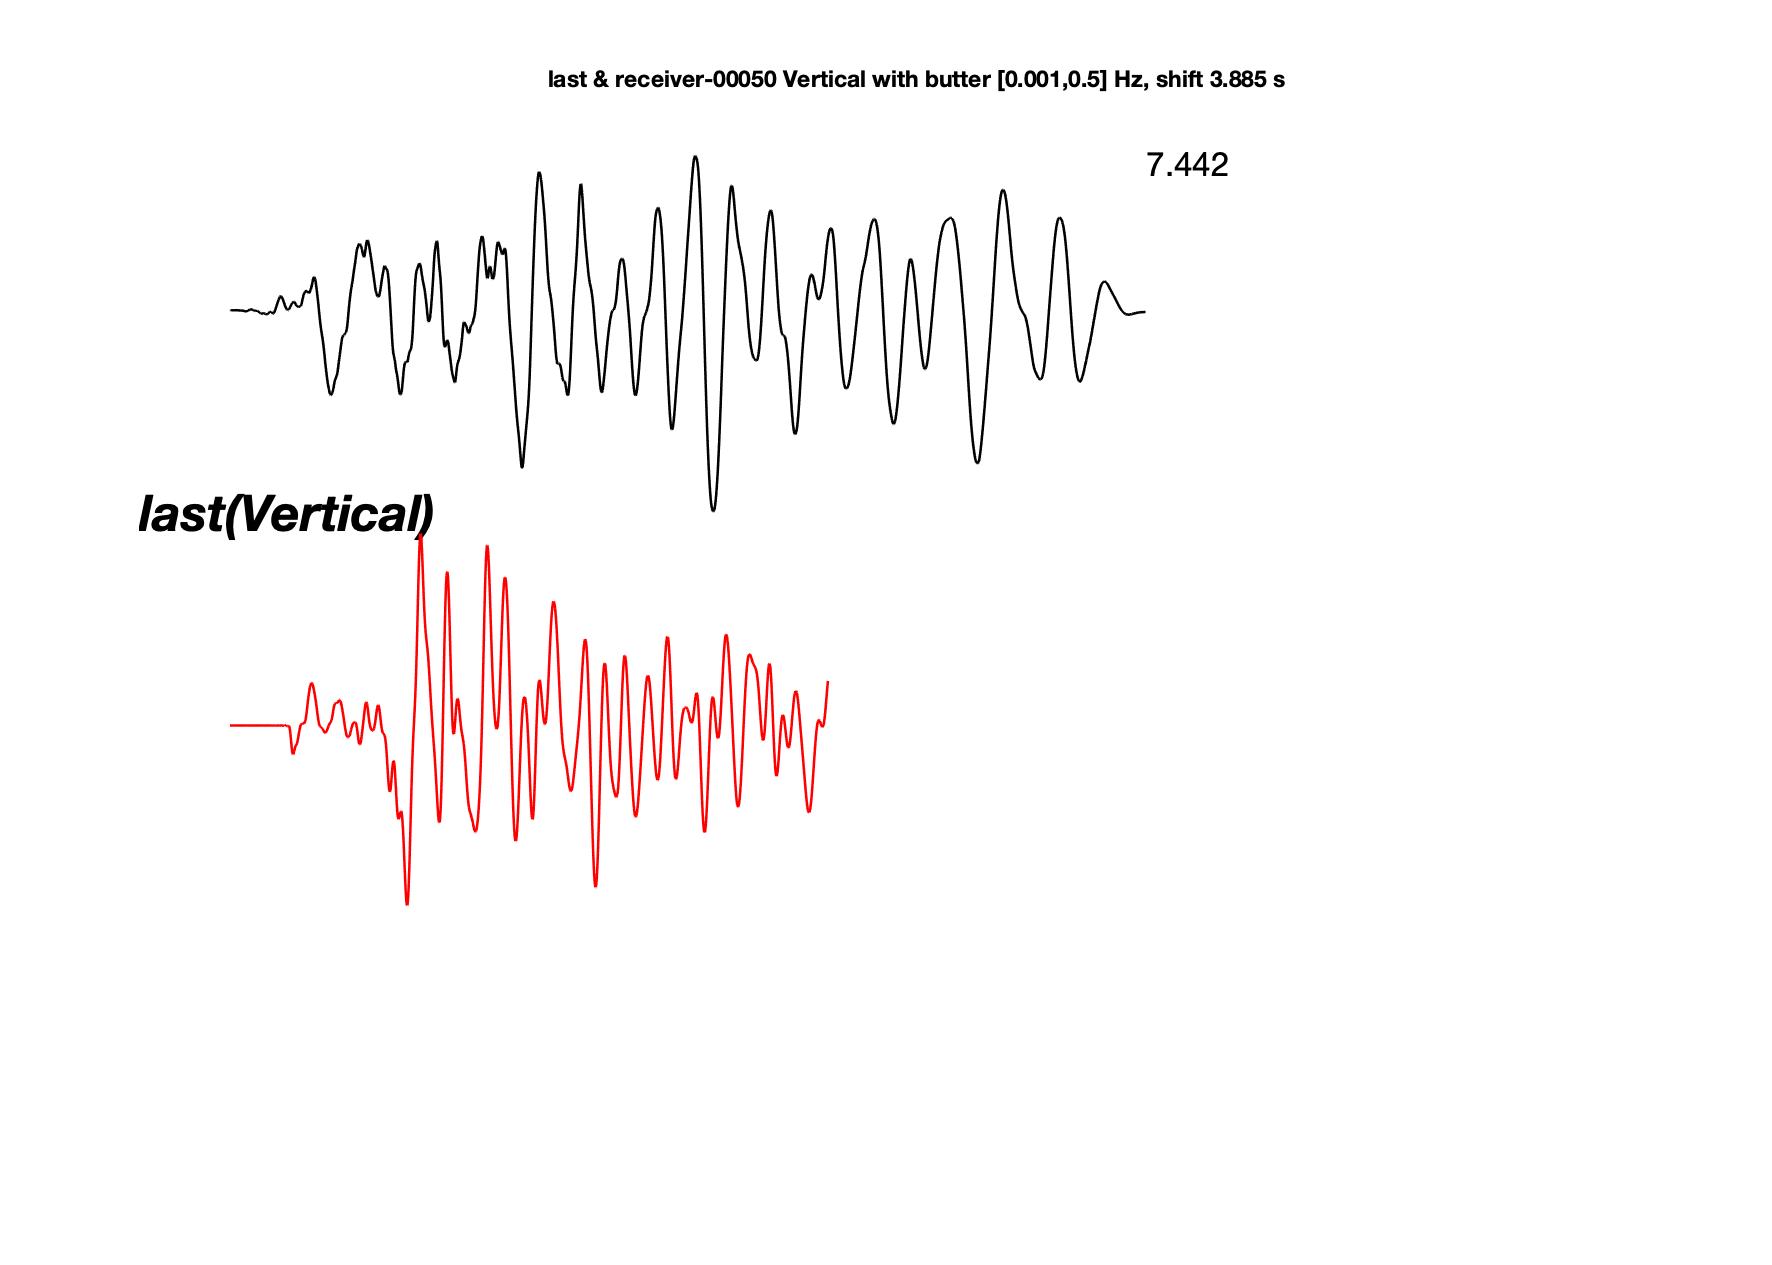 last & receiver-00050 Vertical with butter [0.001,0.5] Hz, shift 3.885 s
7.442
last(Vertical)